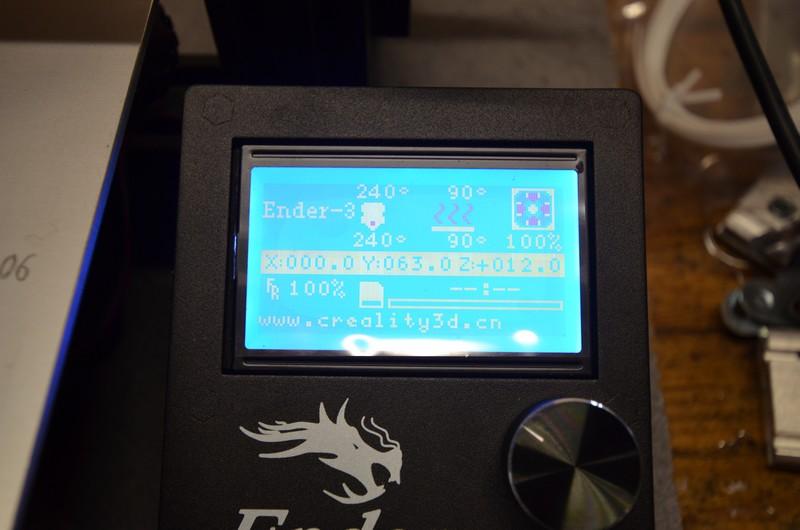 240° 90°
Ender-3
240° 90° 100%
X:000.0 Y:063.0 Z:+012.0
FR 100% --:--
www.creality3d.cn
06
Ender